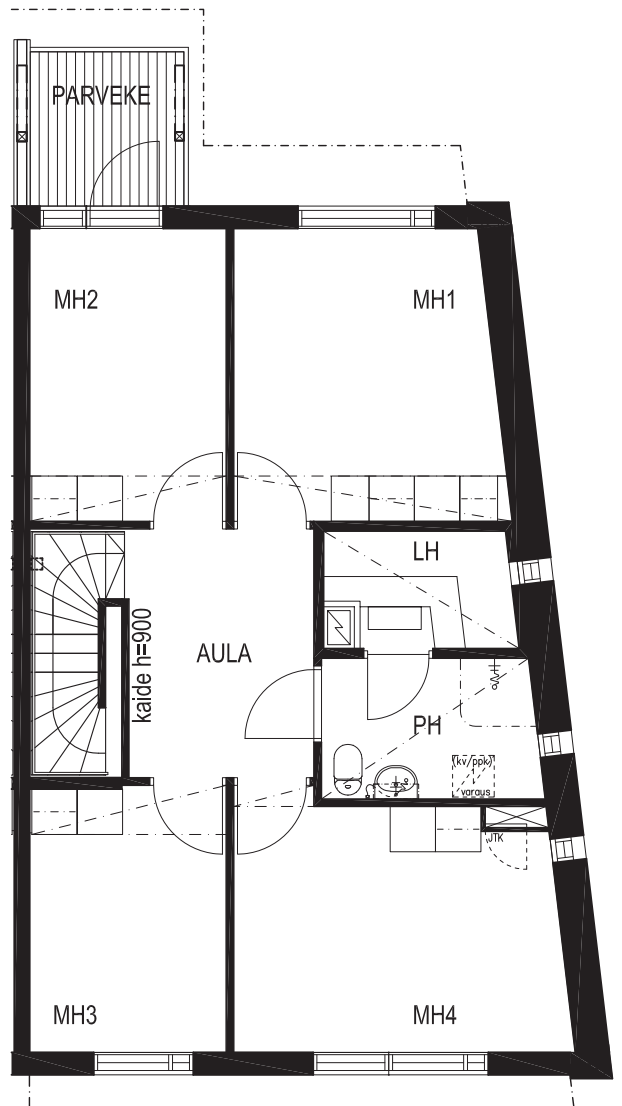 PARVEKE
MH2
MH1
LH
kaide h=900
AULA
PH
(kv/ppk)
varaus
JTK
MH3
MH4